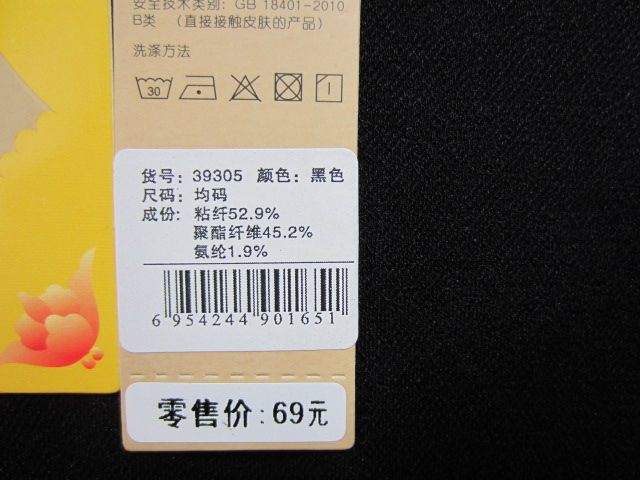 安全技术类别: GB 18401-2010
B类 （直接接触皮肤的产品）
洗涤方法
30
货号: 39305 颜色: 黑色
尺码: 均码
成份: 粘纤52.9%
聚酯纤维45.2%
氨纶1.9%
6 954244 901651
零售价: 69元